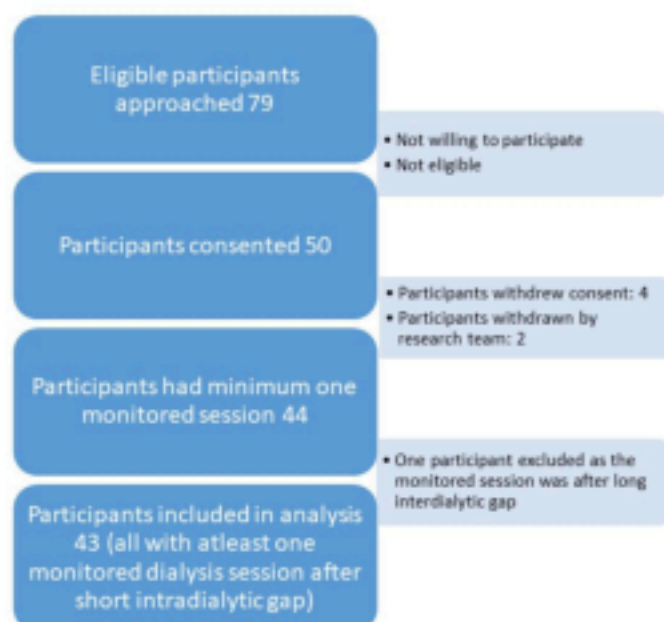 Eligible participants
approached 79
• Not willing to participate
• Not eligible
Participants consented 50
• Participants withdrew consent: 4
• Participants withdrawn by
research team: 2
Participants had minimum one
monitored session 44
• One participant excluded as the
monitored session was after long
interdialytic gap
Participants included in analysis
43 (all with atleast one
monitored dialysis session after
short intradialytic gap)